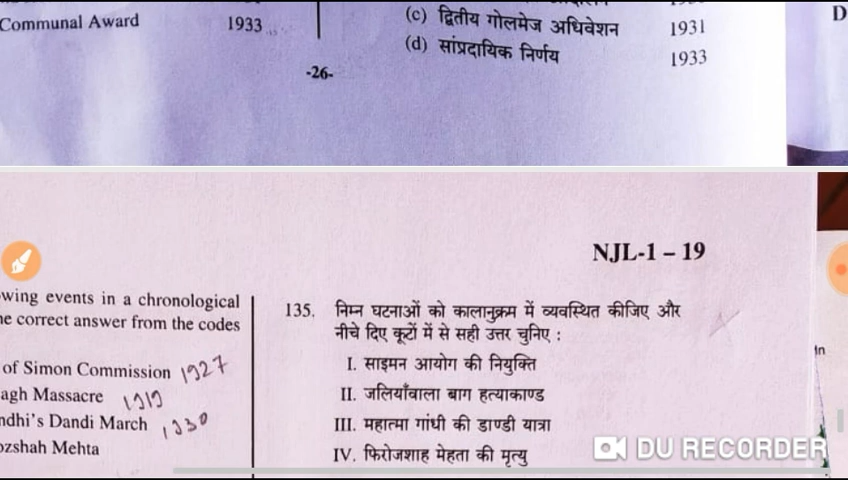 Communal Award 1933
(c) द्वितीय गोलमेज अधिवेशन 1931
(d) सांप्रदायिक निर्णय 1933
-26-
D
NJL-1 – 19
wing events in a chronological
e correct answer from the codes
of Simon Commission 1927
agh Massacre 1919
ndhi's Dandi March 1930
ozshah Mehta
135. निम्न घटनाओं को कालानुक्रम में व्यवस्थित कीजिए और
नीचे दिए कूटों में से सही उत्तर चुनिए :
I. साइमन आयोग की नियुक्ति
II. जलियाँवाला बाग हत्याकाण्ड
III. महात्मा गांधी की डाण्डी यात्रा
IV. फिरोजशाह मेहता की मृत्यु
in
DU RECORDER